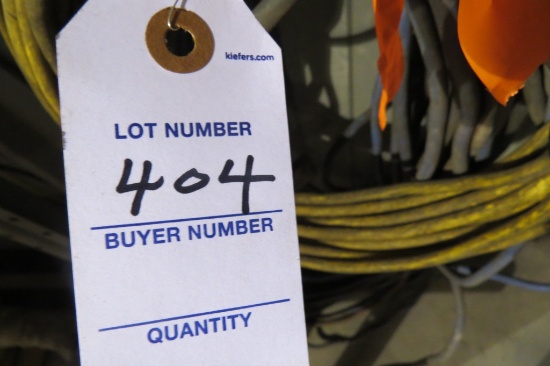 kiefers.com
LOT NUMBER
404
BUYER NUMBER
QUANTITY